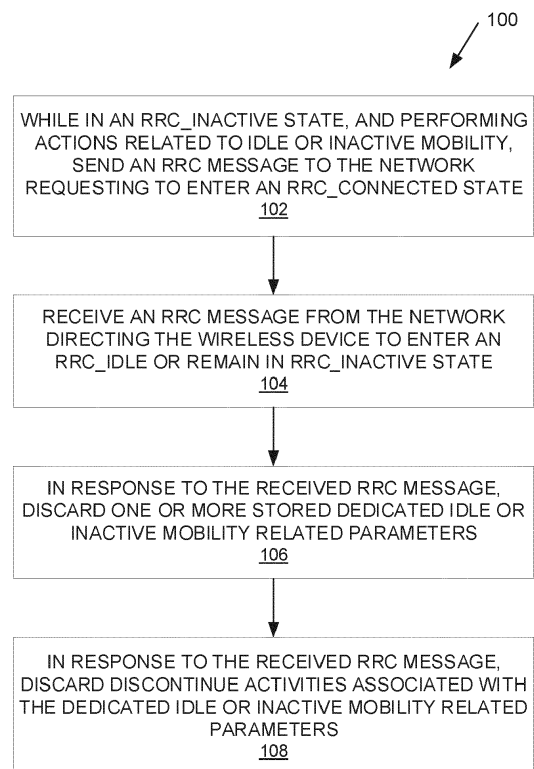 100
WHILE IN AN RRC_INACTIVE STATE, AND PERFORMING
ACTIONS RELATED TO IDLE OR INACTIVE MOBILITY,
SEND AN RRC MESSAGE TO THE NETWORK
REQUESTING TO ENTER AN RRC_CONNECTED STATE
102
RECEIVE AN RRC MESSAGE FROM THE NETWORK
DIRECTING THE WIRELESS DEVICE TO ENTER AN
RRC_IDLE OR REMAIN IN RRC_INACTIVE STATE
104
IN RESPONSE TO THE RECEIVED RRC MESSAGE,
DISCARD ONE OR MORE STORED DEDICATED IDLE OR
INACTIVE MOBILITY RELATED PARAMETERS
106
IN RESPONSE TO THE RECEIVED RRC MESSAGE,
DISCARD DISCONTINUE ACTIVITIES ASSOCIATED WITH
THE DEDICATED IDLE OR INACTIVE MOBILITY RELATED
PARAMETERS
108